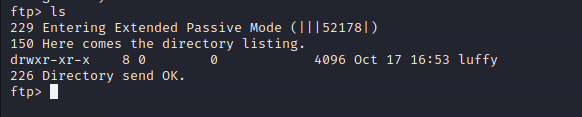 ftp> ls
229 Entering Extended Passive Mode (|||52178|)
150 Here comes the directory listing.
drwxr-xr-x    8 0        0            4096 Oct 17 16:53 luffy
226 Directory send OK.
ftp>